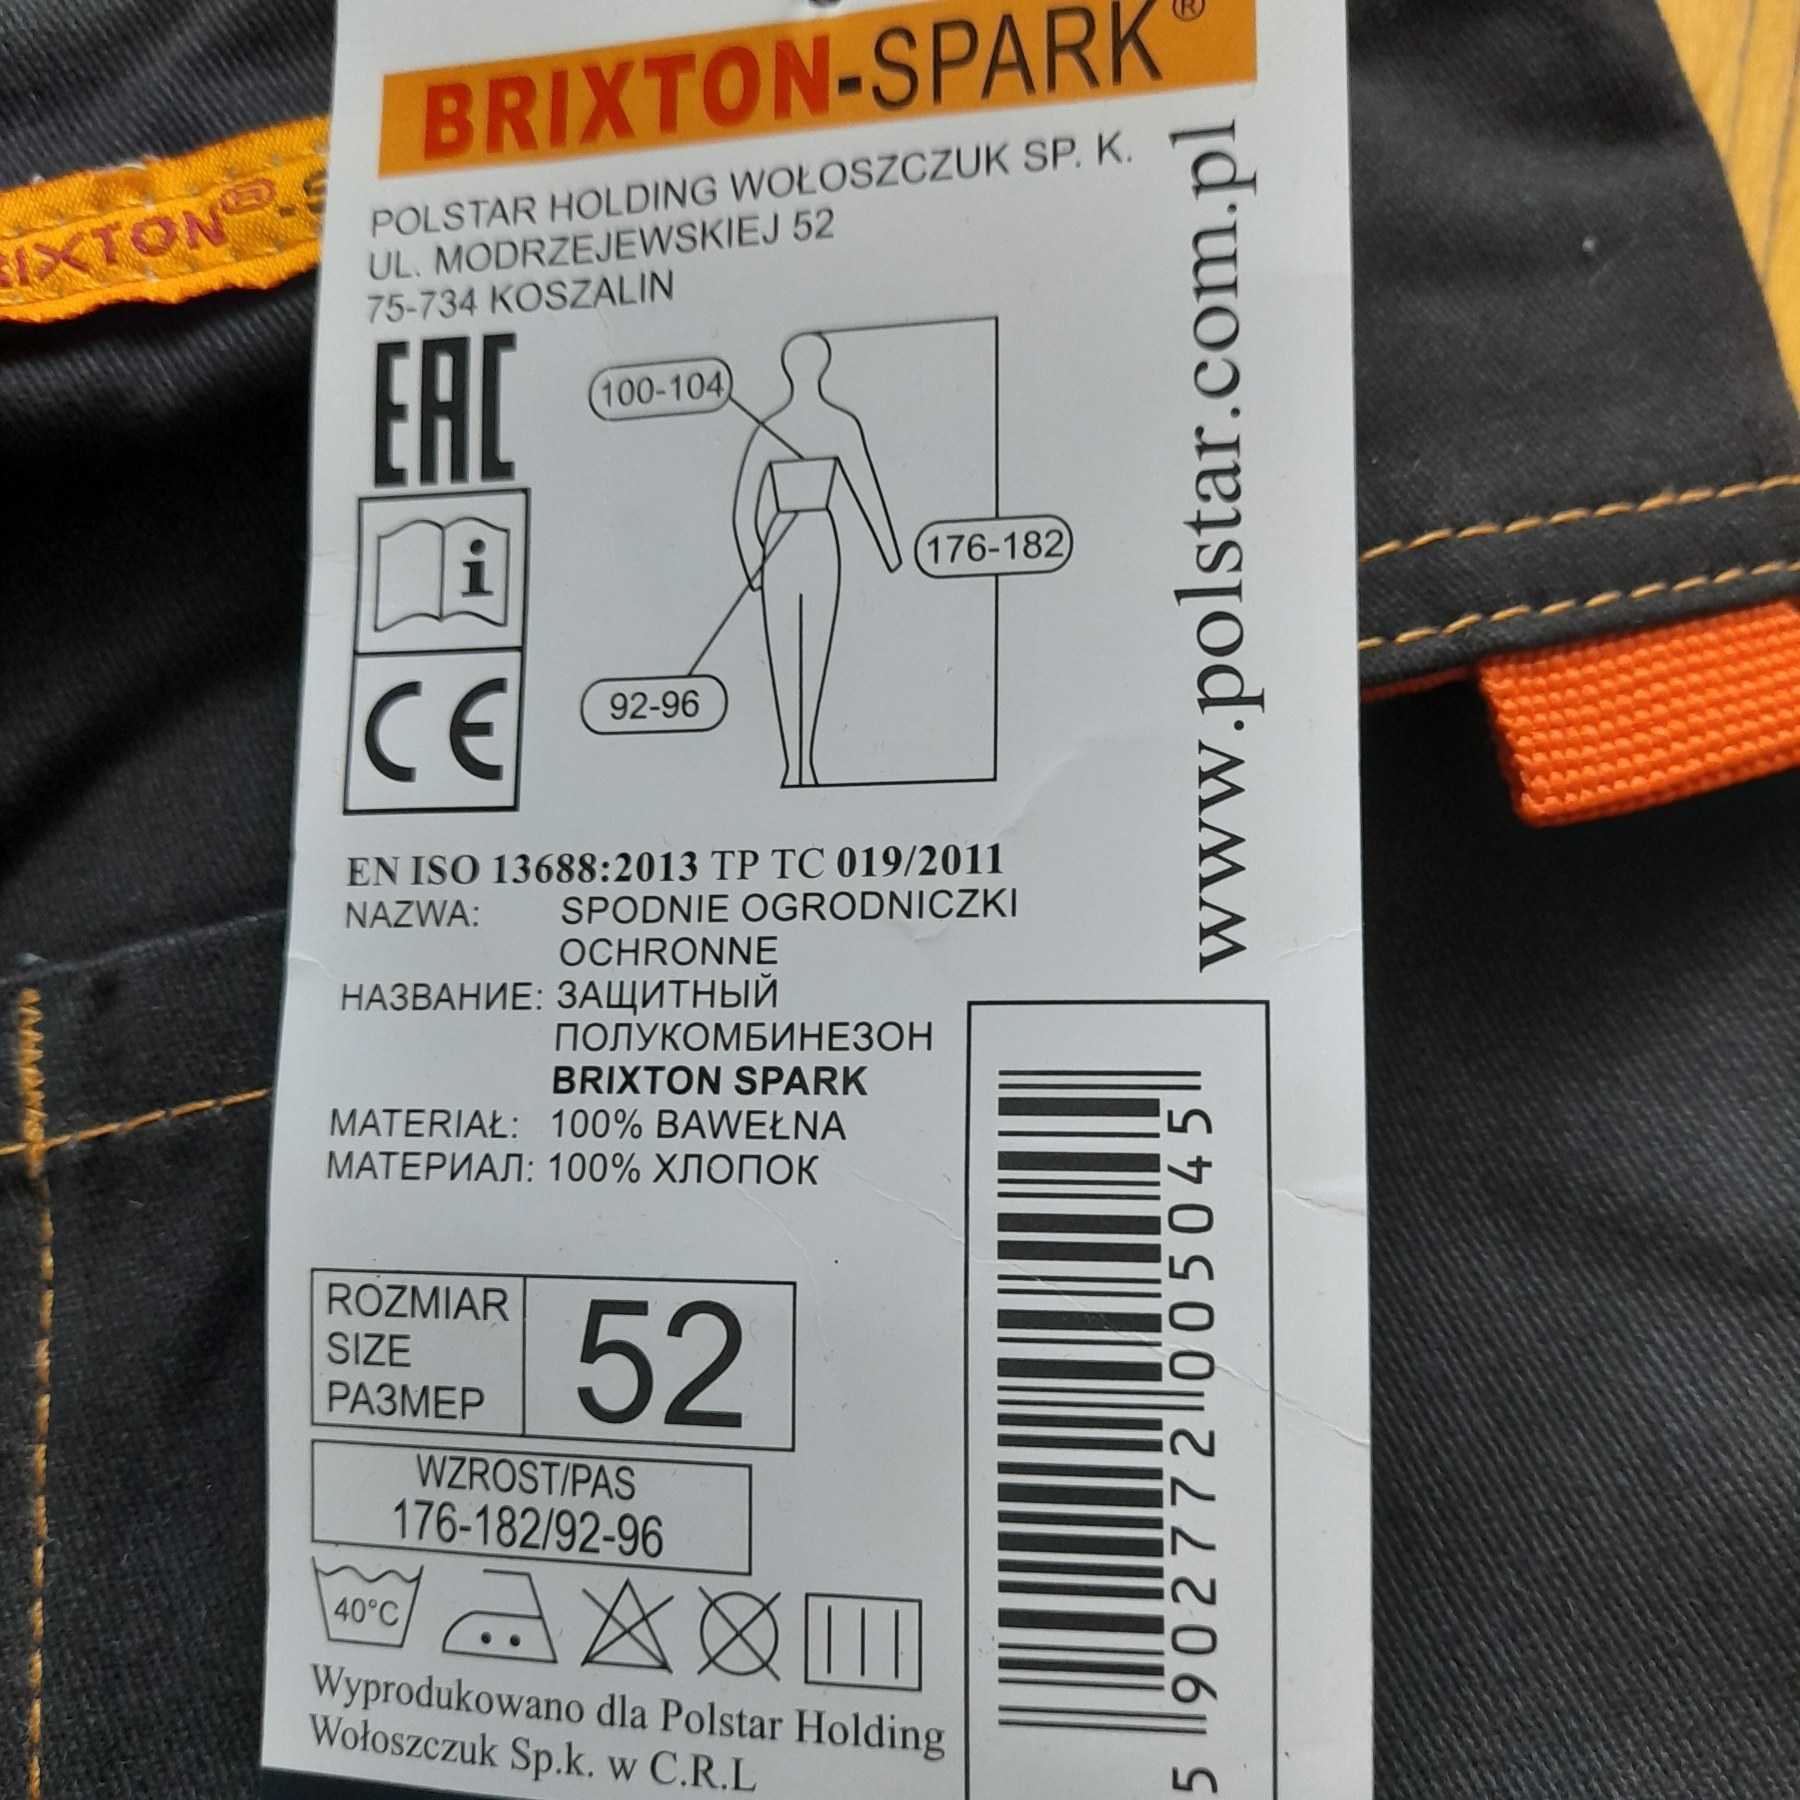 BRIXTON-SPARK®
POLSTAR HOLDING WOŁOSZCZUK SP. K.
UL. MODRZEJEWSKIEJ 52
75-734 KOSZALIN
BRIXTON®-S
www.polstar.com.pl
EAC
100-104
176-182
92-96
i
CE
EN ISO 13688:2013 TP TC 019/2011
NAZWA: SPODNIE OGRODNICZKI
OCHRONNE
НАЗВАНИЕ: ЗАЩИТНЫЙ
ПОЛУКОМБИНЕЗОН
BRIXTON SPARK
MATERIAŁ: 100% BAWEŁNA
МАТЕРИАЛ: 100% ХЛОПОК
ROZMIAR
SIZE
РАЗМЕР
52
WZROST/PAS
176-182/92-96
40°C
Wyprodukowano dla Polstar Holding
Wołoszczuk Sp.k. w C.R.L
5 902772 005045